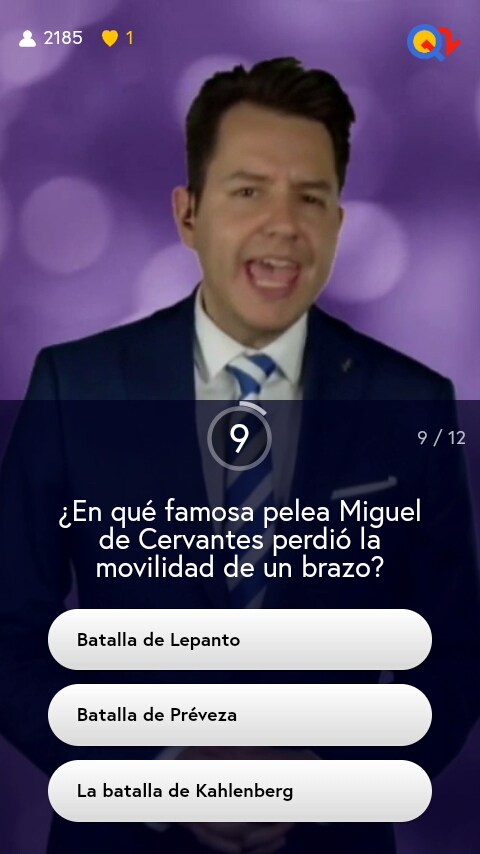 2185 1
9
9 / 12
¿En qué famosa pelea Miguel
de Cervantes perdió la
movilidad de un brazo?
Batalla de Lepanto
Batalla de Préveza
La batalla de Kahlenberg